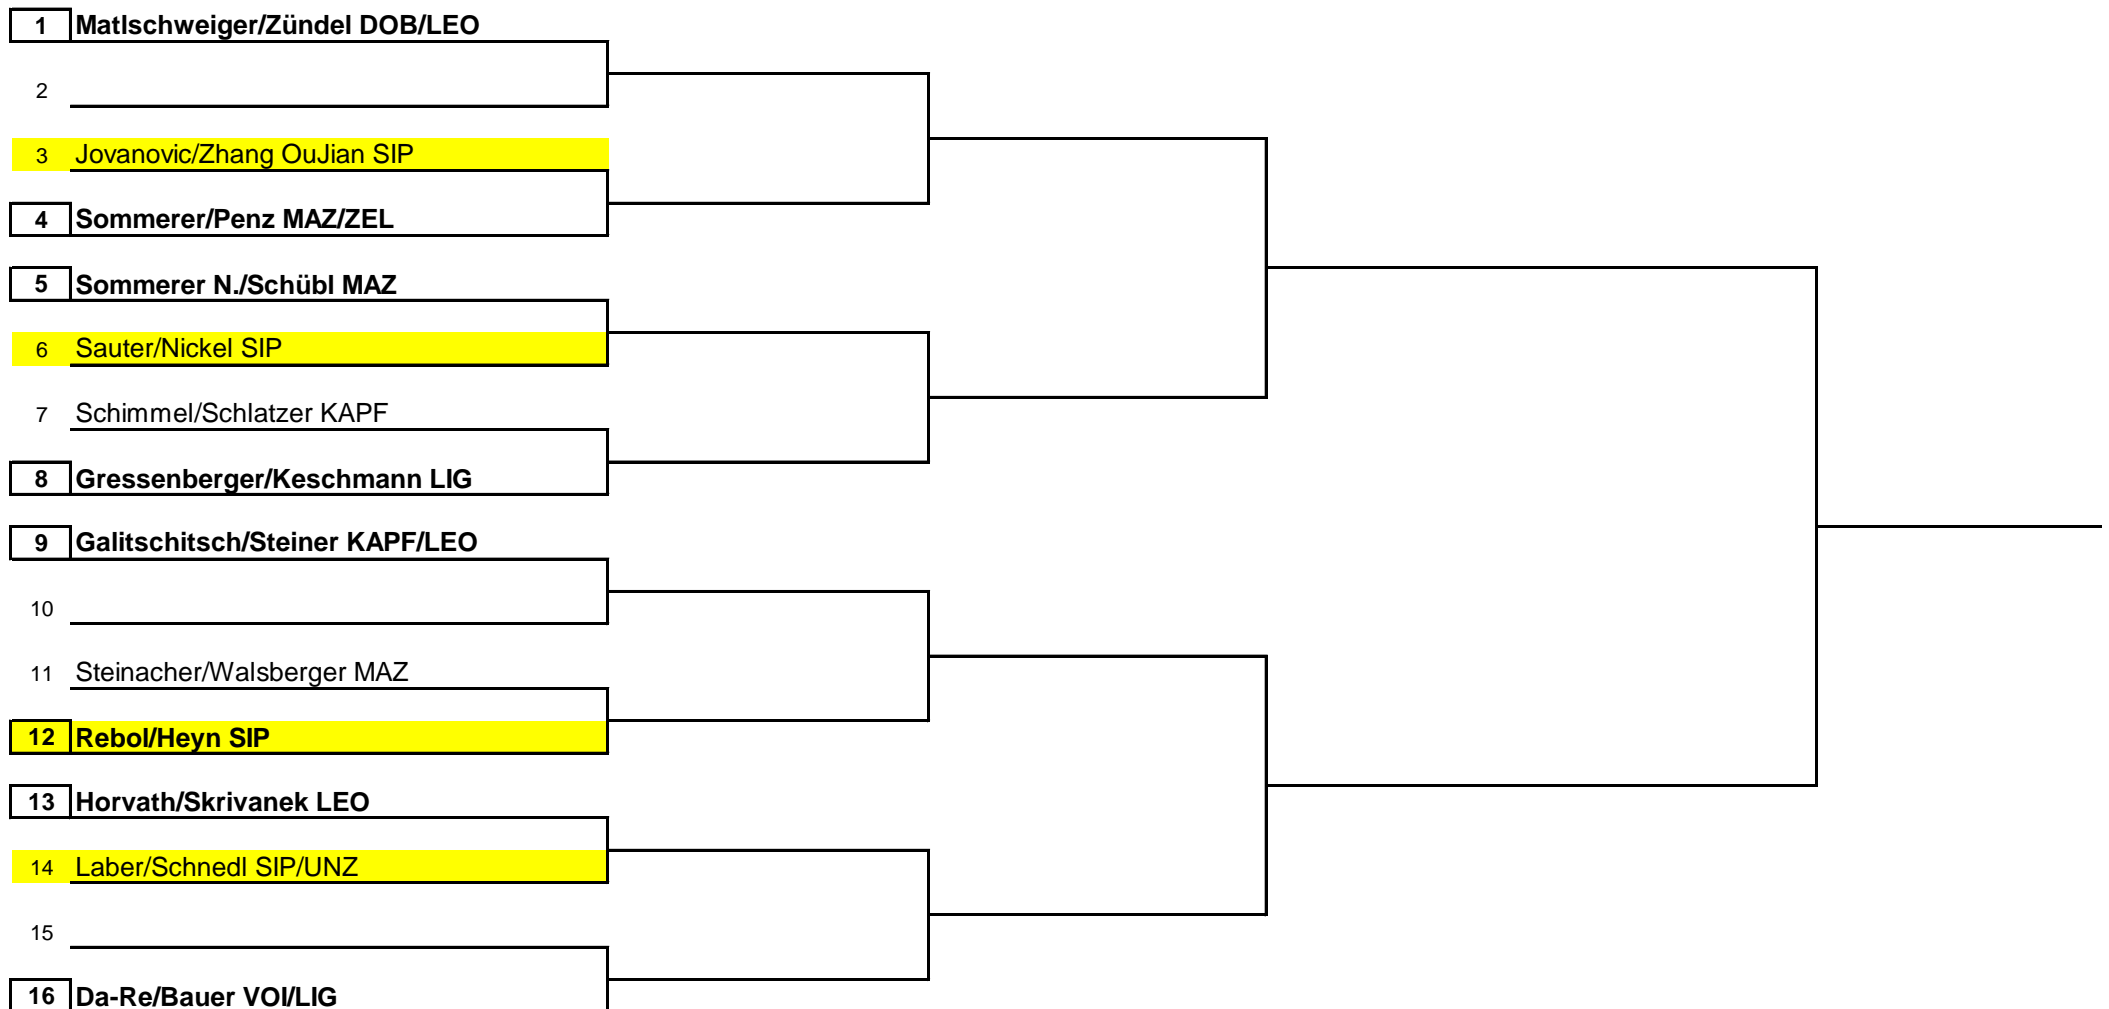 1 Matlschweiger/Zündel DOB/LEO
2
3 Jovanovic/Zhang OuJian SIP
4 Sommerer/Penz MAZ/ZEL
5 Sommerer N./Schübl MAZ
6 Sauter/Nickel SIP
7 Schimmel/Schlatzer KAPF
8 Gressenberger/Keschmann LIG
9 Galitschitsch/Steiner KAPF/LEO
10
11 Steinacher/Walsberger MAZ
12 Rebol/Heyn SIP
13 Horvath/Skrivanek LEO
14 Laber/Schnedl SIP/UNZ
15
16 Da-Re/Bauer VOI/LIG